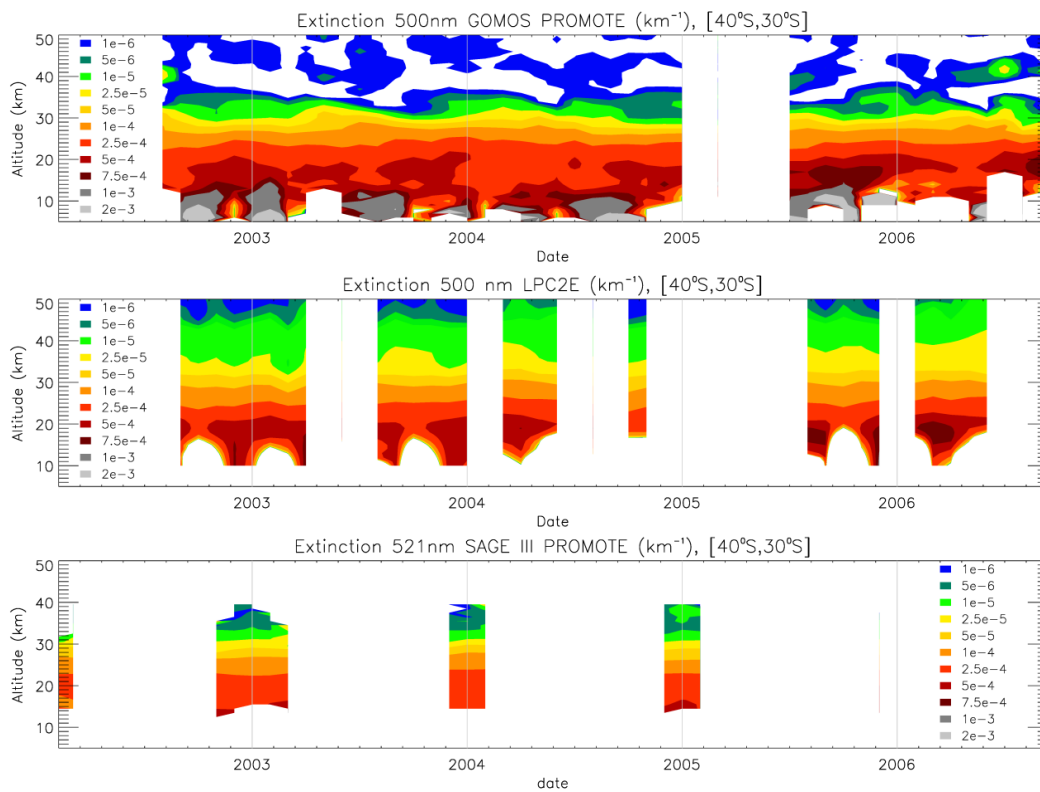 Extinction 500nm GOMOS PROMOTE (km⁻¹), [40°S,30°S]
50
40
30
20
10
Altitude (km)
1e-6
5e-6
1e-5
2.5e-5
5e-5
1e-4
2.5e-4
5e-4
7.5e-4
1e-3
2e-3
2003 2004 2005 2006
Date
Extinction 500 nm LPC2E (km⁻¹), [40°S,30°S]
50
40
30
20
10
Altitude (km)
1e-6
5e-6
1e-5
2.5e-5
5e-5
1e-4
2.5e-4
5e-4
7.5e-4
1e-3
2e-3
2003 2004 2005 2006
Date
Extinction 521nm SAGE III PROMOTE (km⁻¹), [40°S,30°S]
50
40
30
20
10
Altitude (km)
1e-6
5e-6
1e-5
2.5e-5
5e-5
1e-4
2.5e-4
5e-4
7.5e-4
1e-3
2e-3
2003 2004 2005 2006
date